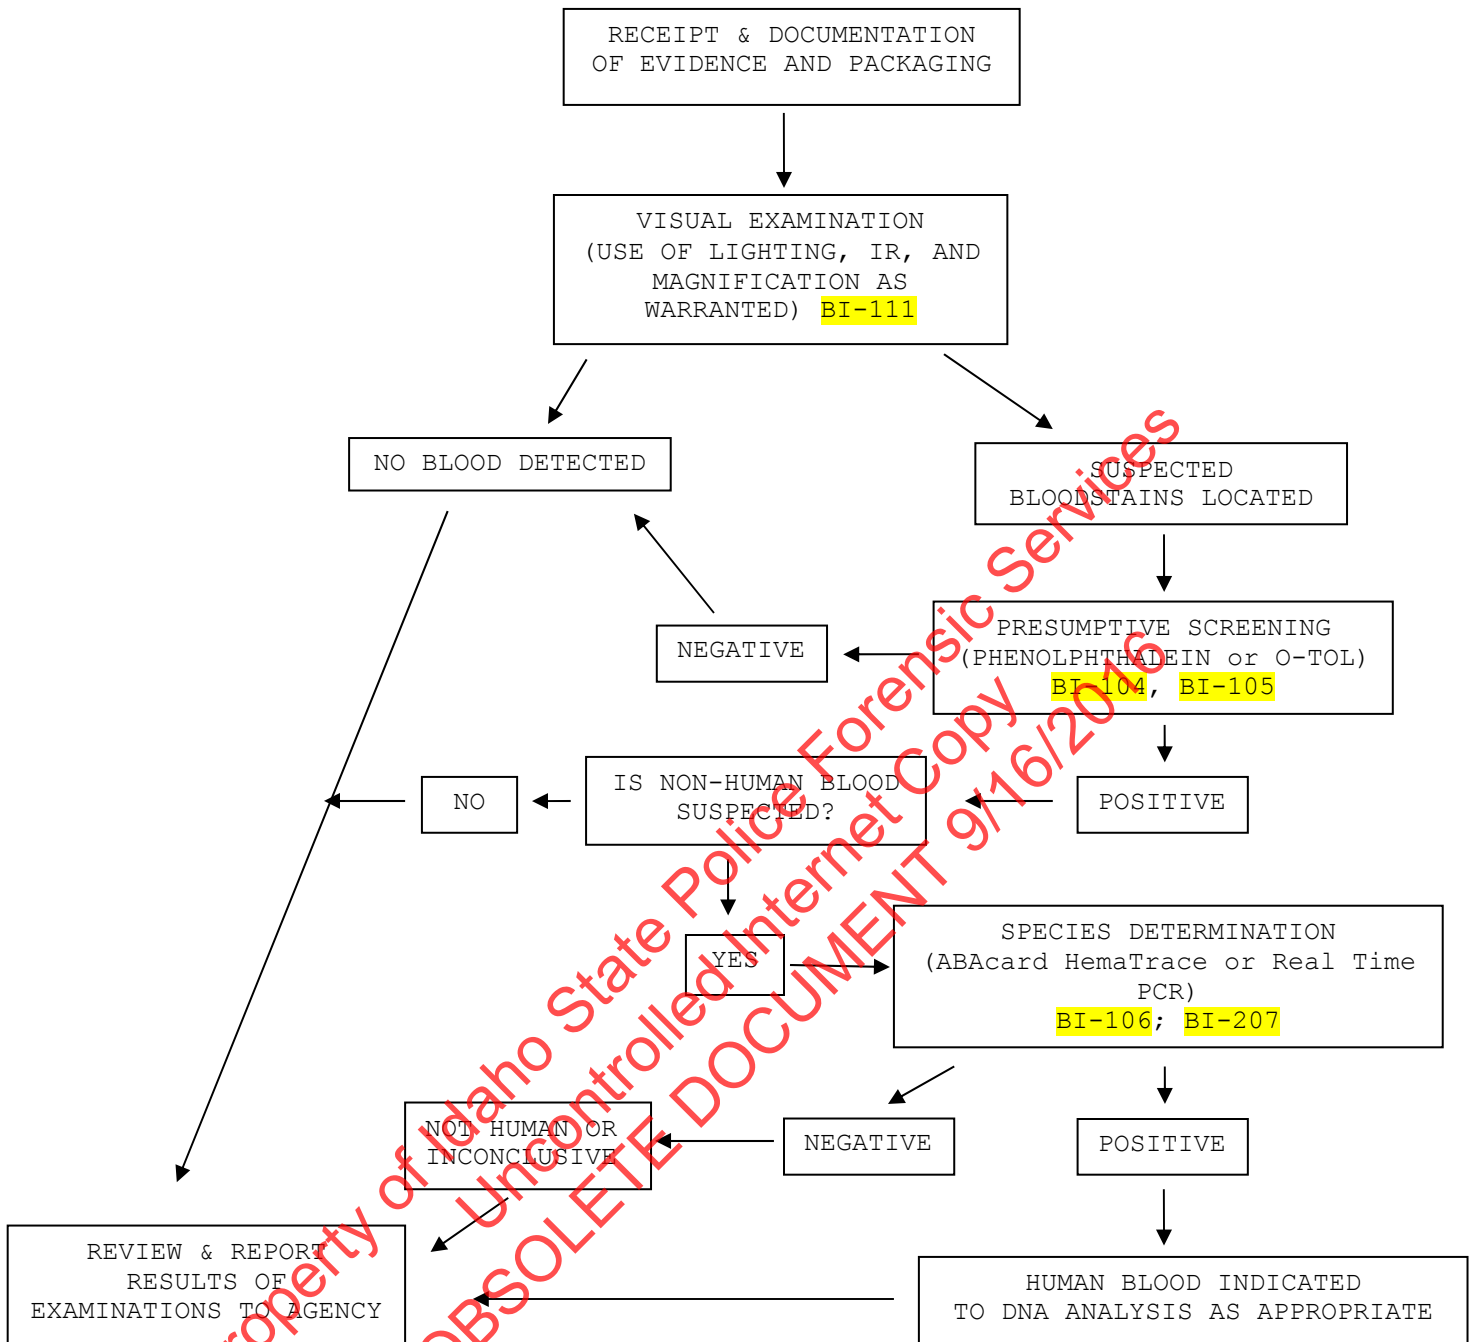 RECEIPT & DOCUMENTATION
OF EVIDENCE AND PACKAGING
VISUAL EXAMINATION
(USE OF LIGHTING, IR, AND
MAGNIFICATION AS
WARRANTED) BI-111
NO BLOOD DETECTED
SUSPECTED
BLOODSTAINS LOCATED
NEGATIVE
PRESUMPTIVE SCREENING
(PHENOLPHTHALEIN or O-TOL)
BI-104, BI-105
NO
IS NON-HUMAN BLOOD
SUSPECTED?
POSITIVE
YES
SPECIES DETERMINATION
(ABAcard HemaTrace or Real Time
PCR)
BI-106; BI-207
NOT HUMAN OR
INCONCLUSIVE
NEGATIVE
POSITIVE
REVIEW & REPORT
RESULTS OF
EXAMINATIONS TO AGENCY
HUMAN BLOOD INDICATED
TO DNA ANALYSIS AS APPROPRIATE
Property of Idaho State Police Forensic Services
Uncontrolled Internet Copy
OBSOLETE DOCUMENT 9/16/2016